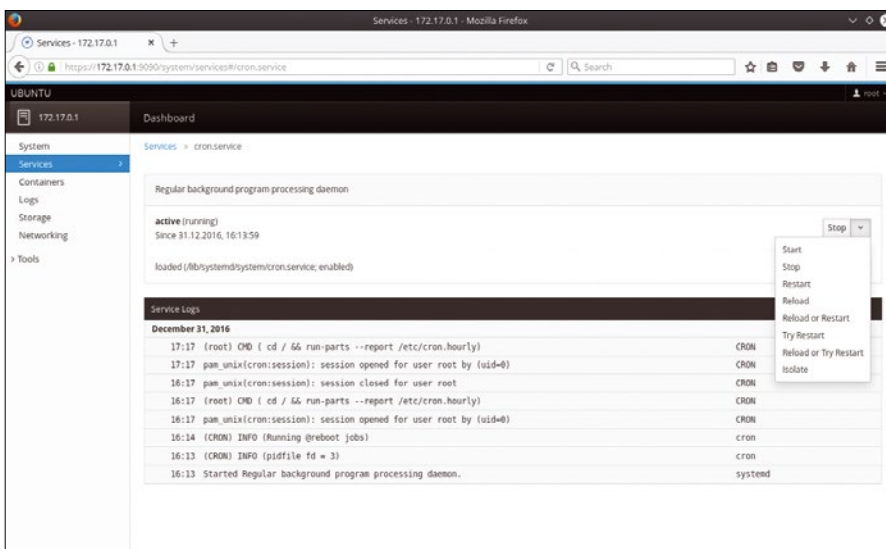 Services - 172.17.0.1 - Mozilla Firefox
Services - 172.17.0.1
https://172.17.0.1:9090/system/services#/cron.service
Search
UBUNTU
root
172.17.0.1
Dashboard
System
Services
Containers
Logs
Storage
Networking
Tools
Services » cron.service
Regular background program processing daemon
active (running)
Since 31.12.2016, 16:13:59
loaded (/lib/systemd/system/cron.service; enabled)
Stop
Start
Stop
Restart
Reload
Reload or Restart
Try Restart
Reload or Try Restart
Isolate
Service Logs
December 31, 2016
17:17 (root) CMD ( cd / && run-parts --report /etc/cron.hourly) CRON
17:17 pam_unix(cron:session): session opened for user root by (uid=0) CRON
16:17 pam_unix(cron:session): session closed for user root CRON
16:17 (root) CMD ( cd / && run-parts --report /etc/cron.hourly) CRON
16:17 pam_unix(cron:session): session opened for user root by (uid=0) CRON
16:14 (CRON) INFO (Running @reboot jobs) cron
16:13 (CRON) INFO (pidfile fd = 3) cron
16:13 Started Regular background program processing daemon. systemd